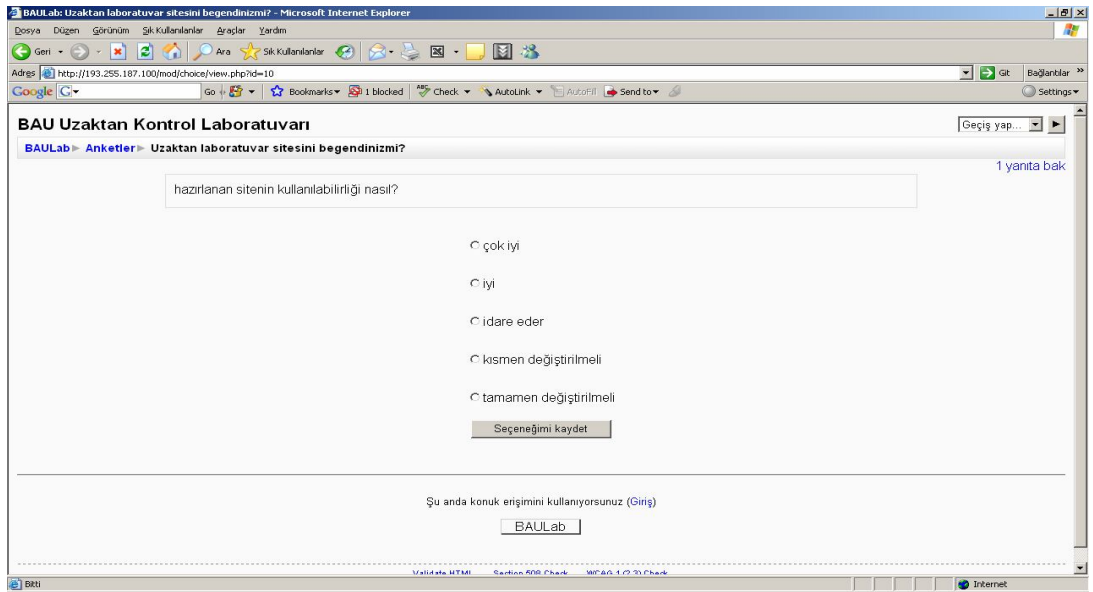 BAULab: Uzaktan laboratuvar sitesini begendinizmi? - Microsoft Internet Explorer
Dosya Düzen Görünüm Sık Kullanılanlar Araçlar Yardım
Geri Ara Sık Kullanılanlar
Adres http://193.255.187.100/mod/choice/view.php?id=10 Git Bağlantılar »
Google G Go Bookmarks 1 blocked ABC Check AutoLink AutoFill Send to Settings
BAU Uzaktan Kontrol Laboratuvarı Geçiş yap...
BAULab Anketler Uzaktan laboratuvar sitesini begendinizmi?
1 yanıta bak
hazırlanan sitenin kullanılabilirliği nasıl?
çok iyi
iyi
idare eder
kısmen değiştirilmeli
tamamen değiştirilmeli
Seçeneğimi kaydet
Şu anda konuk erişimini kullanıyorsunuz (Giriş)
BAULab
Validate HTML Section 508 Check WCAG 1 (2,3) Check
Bitti Internet